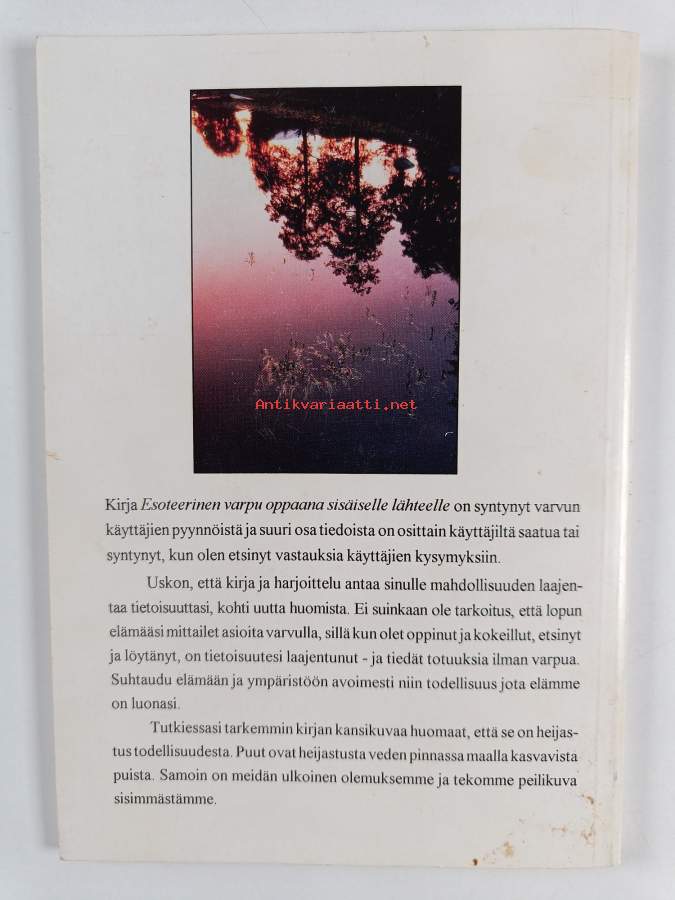 Antikvariaatti.net
Kirja Esoteerinen varpu oppaana sisäiselle lähteelle on syntynyt varvun
käyttäjien pyynnöistä ja suuri osa tiedoista on osittain käyttäjiltä saatua tai
syntynyt, kun olen etsinyt vastauksia käyttäjien kysymyksiin.
Uskon, että kirja ja harjoittelu antaa sinulle mahdollisuuden laajen-
taa tietoisuuttasi, kohti uutta huomista. Ei suinkaan ole tarkoitus, että lopun
elämääsi mittailet asioita varvulla, sillä kun olet oppinut ja kokeillut, etsinyt
ja löytänyt, on tietoisuutesi laajentunut - ja tiedät totuuksia ilman varpua.
Suhtaudu elämään ja ympäristöön avoimesti niin todellisuus jota elämme
on luonasi.
Tutkiessasi tarkemmin kirjan kansikuvaa huomaat, että se on heijas-
tus todellisuudesta. Puut ovat heijastusta veden pinnassa maalla kasvavista
puista. Samoin on meidän ulkoinen olemuksemme ja tekomme peilikuva
sisimmästämme.